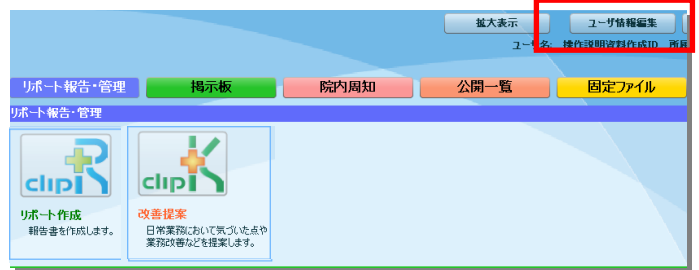 拡大表示 ユーザ情報編集
ユーザ名: 操作説明資料作成ID 所属
リポート報告・管理 掲示板 院内周知 公開一覧 固定ファイル
リポート報告・管理
clip R clip K
リポート作成 改善提案
報告書を作成します。 日常業務において気づいた点や
業務改善などを提案します。